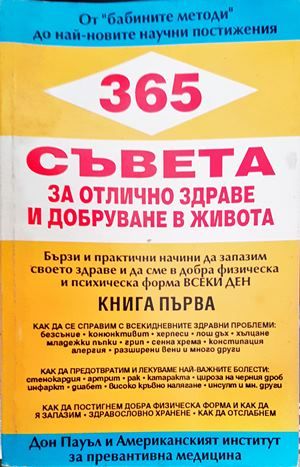 От "бабините методи"
до най-новите научни постижения
365
СЪВЕТА
ЗА ОТЛИЧНО ЗДРАВЕ
И ДОБРУВАНЕ В ЖИВОТА
Бързи и практични начини да запазим
своето здраве и да сме в добра физическа
и психическа форма ВСЕКИ ДЕН
КНИГА ПЪРВА
КАК ДА СЕ СПРАВИМ С ВСЕКИДНЕВНИТЕ ЗДРАВНИ ПРОБЛЕМИ:
безсъние • конюнктивит • херпеси • лош дъх • хълцане
младежки пъпки • грип • сенна хрема • констипация
алергия • разширени вени и много други
КАК ДА ПРЕДОТВРАТИМ И ЛЕКУВАМЕ НАЙ-ВАЖНИТЕ БОЛЕСТИ:
стенокардия • артрит • рак • катаракта • цироза на черния дроб
инфаркт • диабет • високо кръвно налягане • инсулт и мн. други
КАК ДА ПОСТИГНЕМ ДОБРА ФИЗИЧЕСКА ФОРМА И КАК ДА
Я ЗАПАЗИМ • ЗДРАВОСЛОВНО ХРАНЕНЕ • КАК ДА ОТСЛАБНЕМ
Дон Пауъл и Американският институт
за превантивна медицина